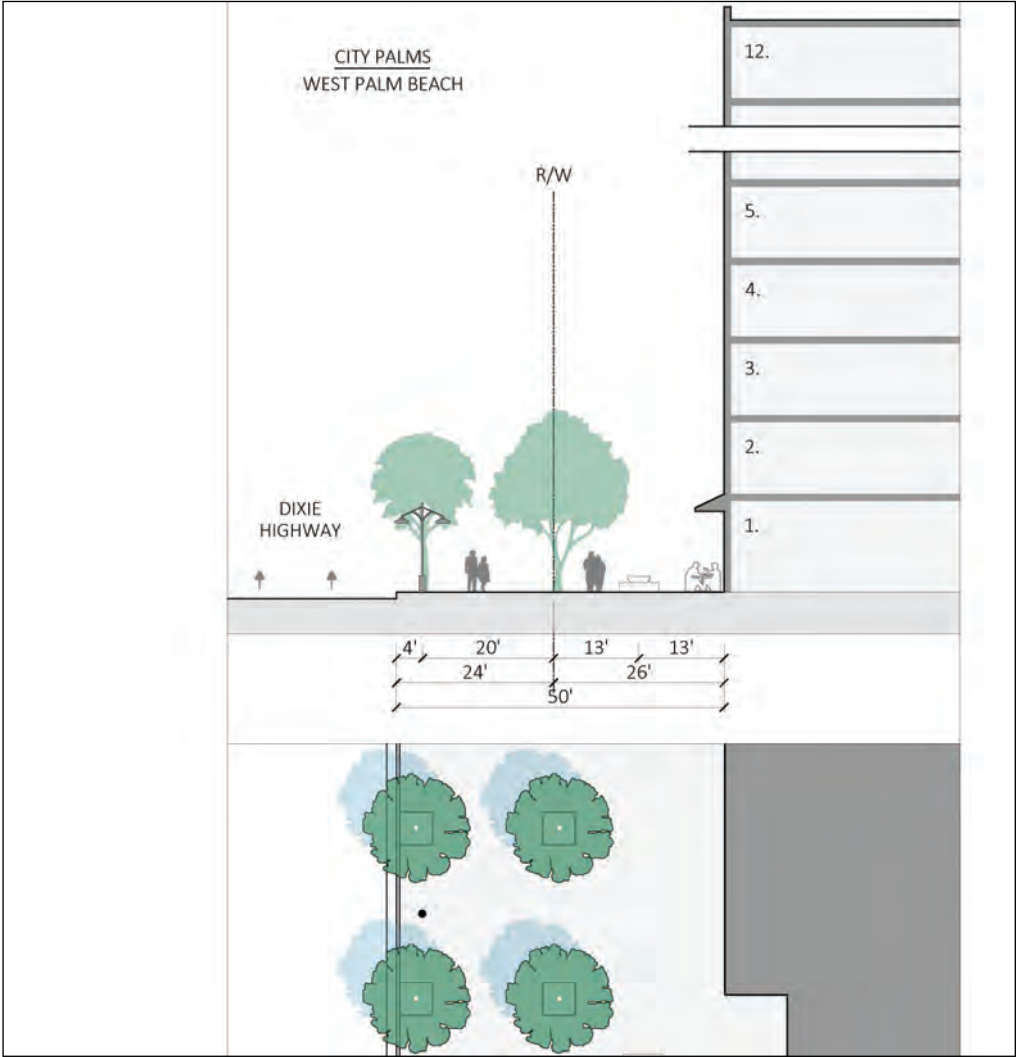 CITY PALMS
WEST PALM BEACH
12.
R/W
5.
4.
3.
2.
1.
DIXIE
HIGHWAY
4' 20' 13' 13'
24' 26'
50'